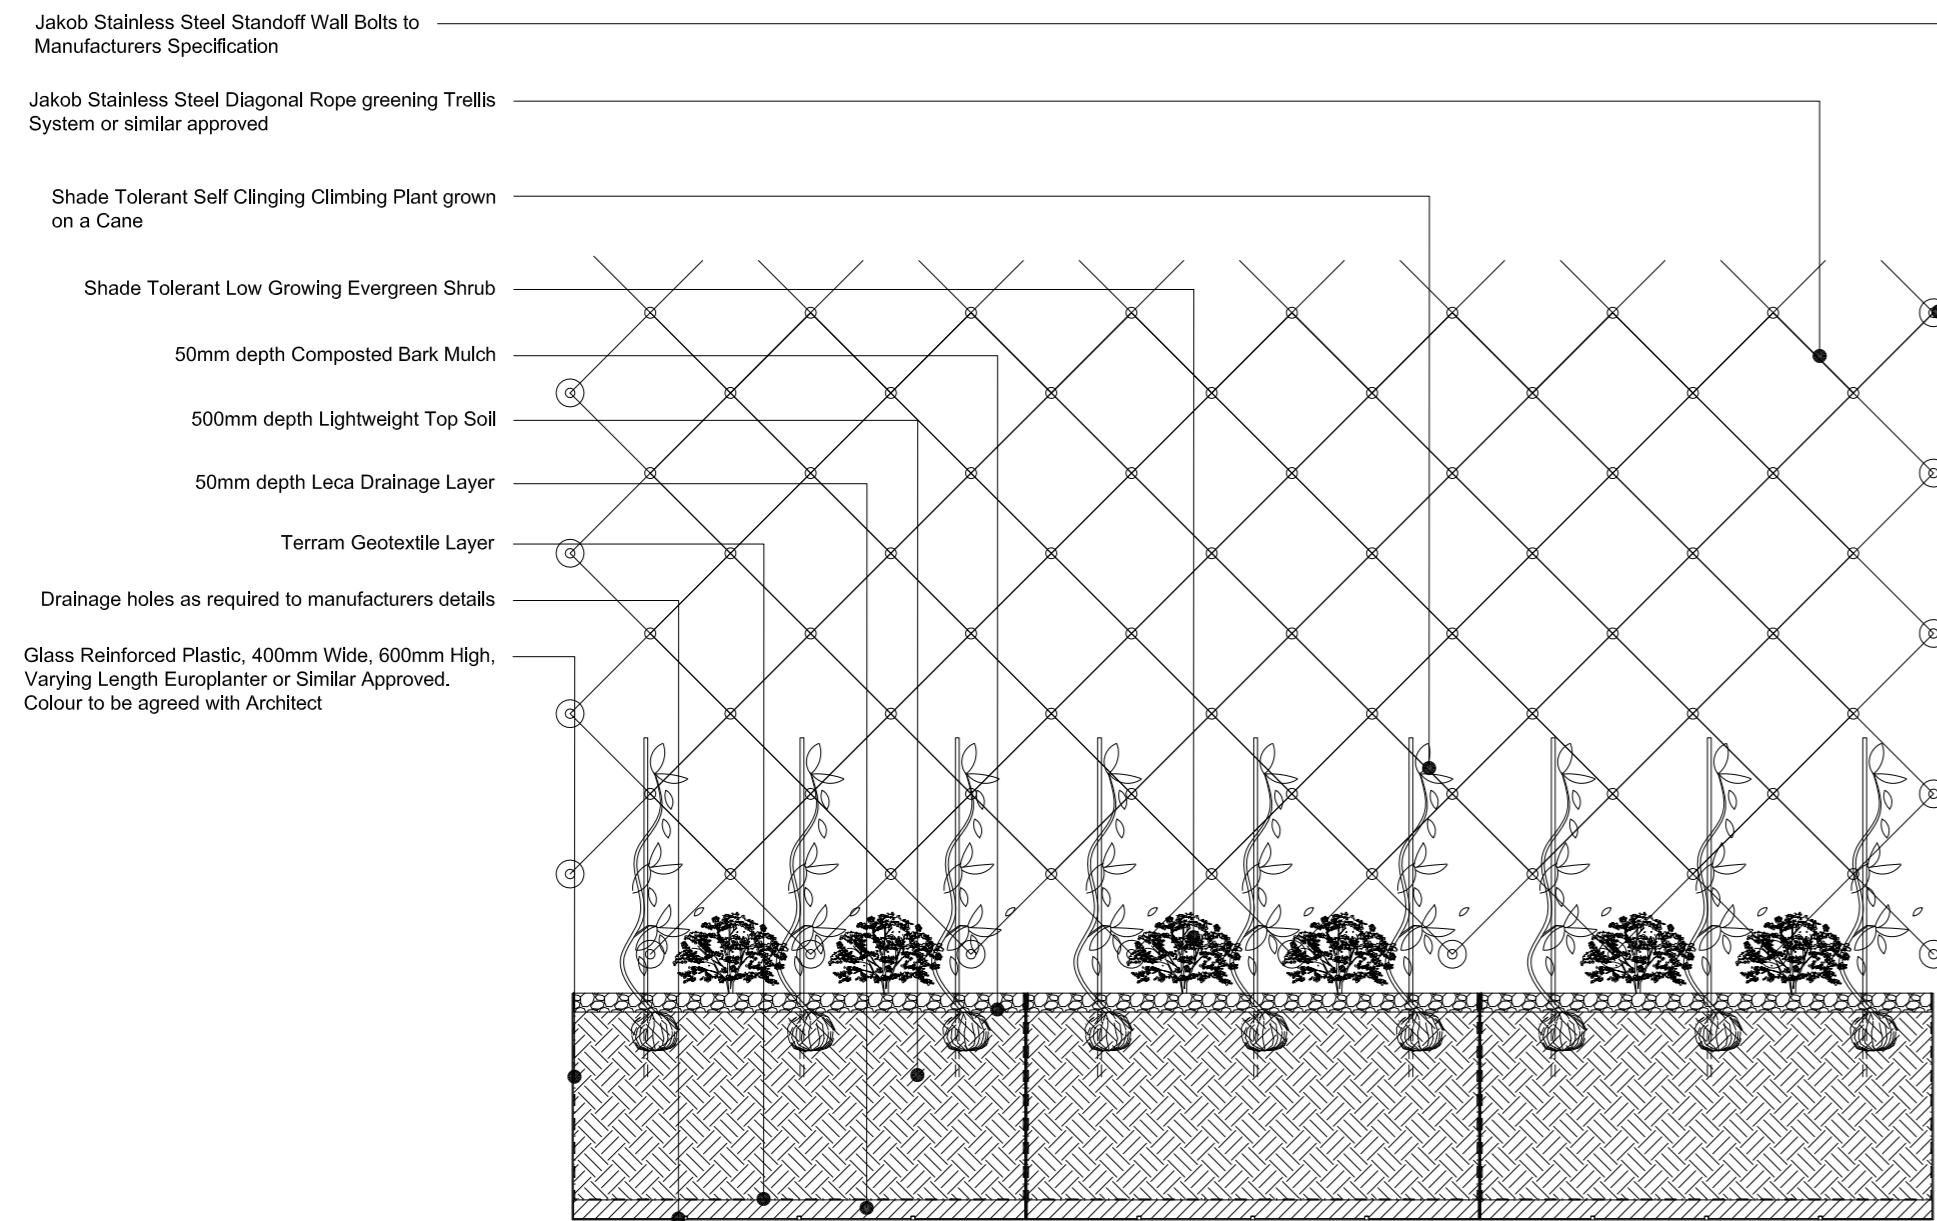 Jakob Stainless Steel Standoff Wall Bolts to
Manufacturers Specification
Jakob Stainless Steel Diagonal Rope greening Trellis
System or similar approved
Shade Tolerant Self Clinging Climbing Plant grown
on a Cane
Shade Tolerant Low Growing Evergreen Shrub
50mm depth Composted Bark Mulch
500mm depth Lightweight Top Soil
50mm depth Leca Drainage Layer
Terram Geotextile Layer
Drainage holes as required to manufacturers details
Glass Reinforced Plastic, 400mm Wide, 600mm High,
Varying Length Europlanter or Similar Approved.
Colour to be agreed with Architect